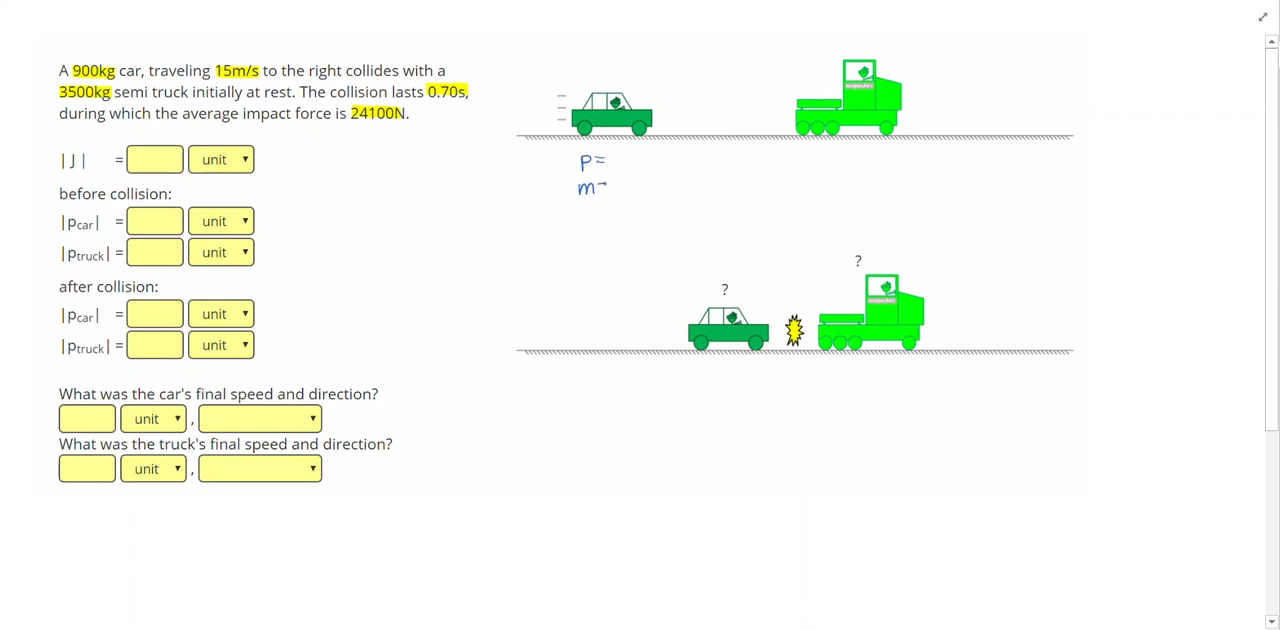 A 900kg car, traveling 15m/s to the right collides with a
3500kg semi truck initially at rest. The collision lasts 0.70s,
during which the average impact force is 24100N.
|J| = unit
before collision:
|pcar| = unit
|ptruck| = unit
after collision:
|pcar| = unit
|ptruck| = unit
What was the car's final speed and direction?
unit ,
What was the truck's final speed and direction?
unit ,
p=
m-
?
?